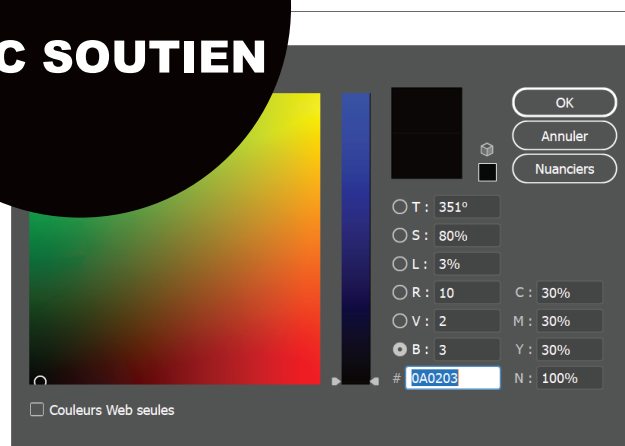 C SOUTIEN
OK
Annuler
Nuanciers
T : 351°
S : 80%
L : 3%
R : 10 C : 30%
V : 2 M : 30%
B : 3 Y : 30%
# 0A0203 N : 100%
Couleurs Web seules